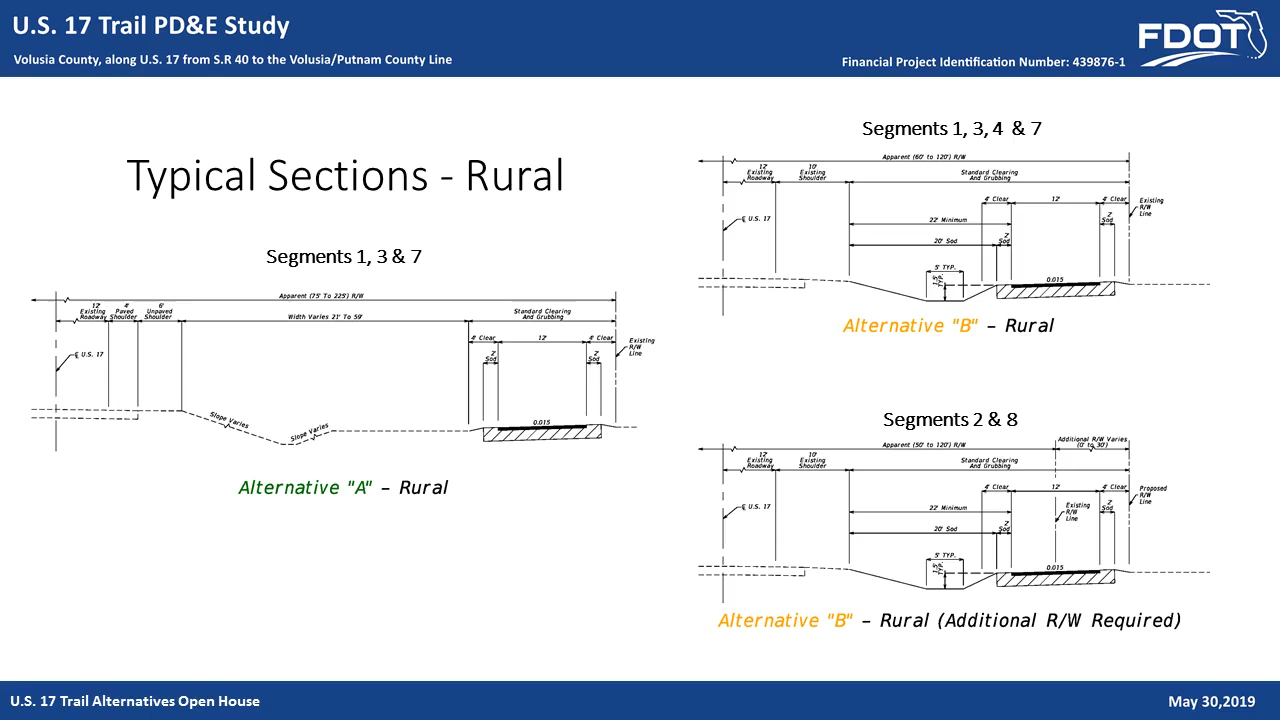 U.S. 17 Trail PD&E Study
Volusia County, along U.S. 17 from S.R 40 to the Volusia/Putnam County Line
Financial Project Identification Number: 439876-1
FDOT
Typical Sections - Rural
Segments 1, 3 & 7
Apparent (75' To 225') R/W
12'
Existing
Roadway
4'
Paved
Shoulder
6'
Unpaved
Shoulder
Width Varies 21' To 59'
Standard Clearing
And Grubbing
4' Clear
12'
4' Clear
Existing
R/W
Line
2'
Sod
2'
Sod
℄ U.S. 17
Slope Varies
Slope Varies
0.015
Alternative "A" – Rural
Segments 1, 3, 4 & 7
Apparent (60' to 120') R/W
12'
Existing
Roadway
10'
Existing
Shoulder
Standard Clearing
And Grubbing
4' Clear
12'
4' Clear
Existing
R/W
Line
℄ U.S. 17
22' Minimum
2'
Sod
20' Sod
2'
Sod
5' TYP.
1.5'
TYP.
0.015
Alternative "B" – Rural
Segments 2 & 8
Apparent (50' to 120') R/W
Additional R/W Varies
(0' to 30')
12'
Existing
Roadway
10'
Existing
Shoulder
Standard Clearing
And Grubbing
4' Clear
12'
4' Clear
Proposed
R/W
Line
℄ U.S. 17
22' Minimum
Existing
R/W
Line
2'
Sod
20' Sod
2'
Sod
5' TYP.
1.5'
TYP.
0.015
Alternative "B" – Rural (Additional R/W Required)
U.S. 17 Trail Alternatives Open House
May 30,2019